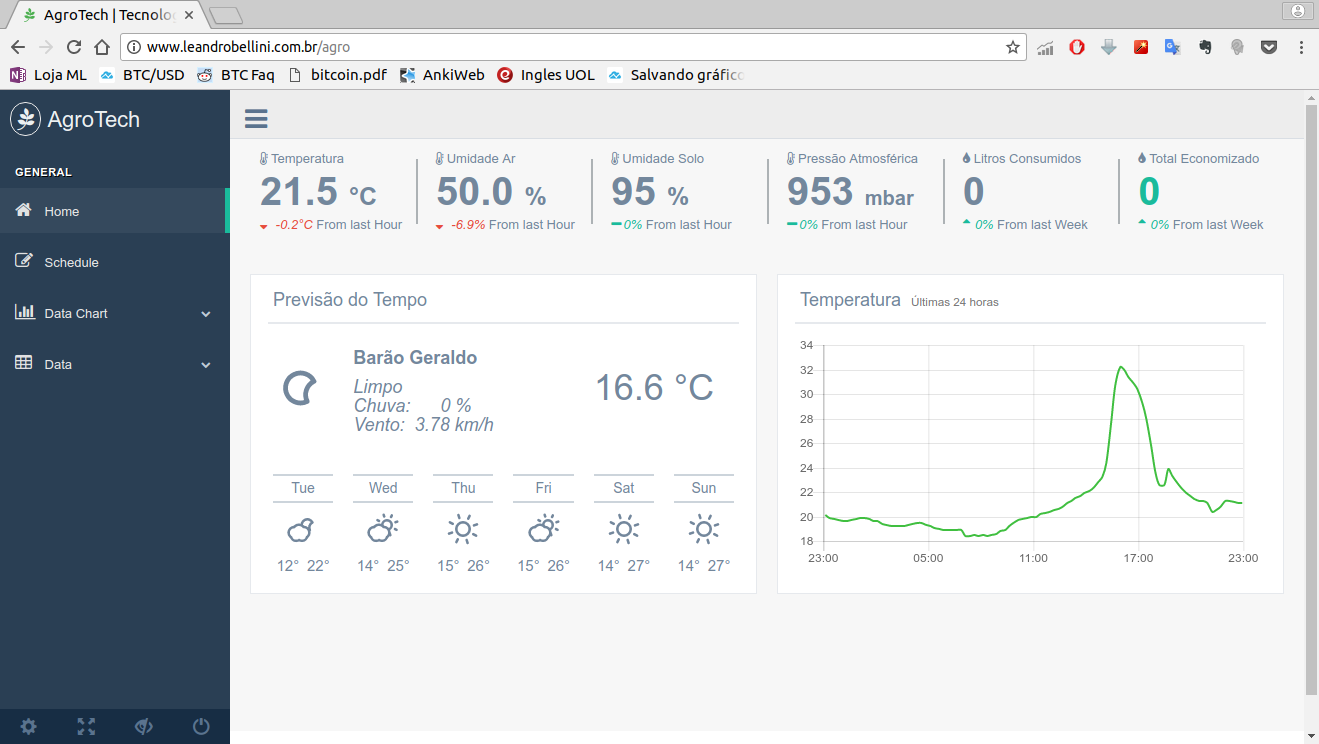 AgroTech | Tecnolo
www.leandrobellini.com.br/agro
Loja ML BTC/USD BTC Faq bitcoin.pdf AnkiWeb Ingles UOL Salvando gráfic
AgroTech
GENERAL
Home
Schedule
Data Chart
Data
Temperatura Umidade Ar Umidade Solo Pressão Atmosférica Litros Consumidos Total Economizado
21.5 °C 50.0 % 95 % 953 mbar 0 0
-0.2°C From last Hour -6.9% From last Hour 0% From last Hour 0% From last Hour 0% From last Week 0% From last Week
Previsão do Tempo
Barão Geraldo
Limpo
Chuva: 0 %
Vento: 3.78 km/h
16.6 °C
Tue Wed Thu Fri Sat Sun
12° 22° 14° 25° 15° 26° 15° 26° 14° 27° 14° 27°
Temperatura Últimas 24 horas
34
32
30
28
26
24
22
20
18
23:00 05:00 11:00 17:00 23:00